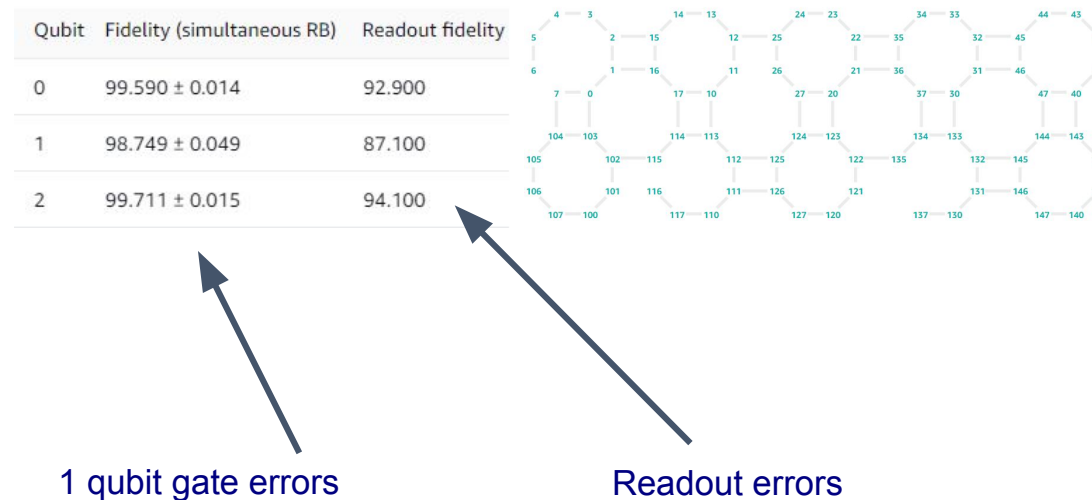 Qubit Fidelity (simultaneous RB) Readout fidelity
0 99.590 ± 0.014 92.900
1 98.749 ± 0.049 87.100
2 99.711 ± 0.015 94.100
4 3 14 13 24 23 34 33 44 43
5 2 15 12 25 22 35 32 45
6 1 16 11 26 21 36 31 46
7 0 17 10 27 20 37 30 47 40
104 103 114 113 124 123 134 133 144 143
105 102 115 112 125 122 135 132 145
106 101 116 111 126 121 131 146
107 100 117 110 127 120 137 130 147 140
1 qubit gate errors
Readout errors